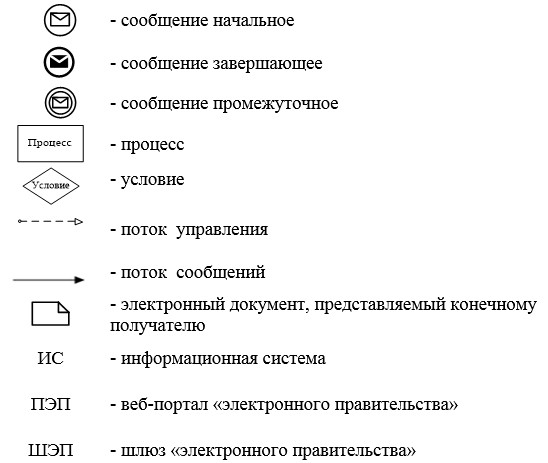 - сообщение начальное
- сообщение завершающее
- сообщение промежуточное
Процесс - процесс
Условие - условие
- поток управления
- поток сообщений
- электронный документ, представляемый конечному
получателю
ИС - информационная система
ПЭП - веб-портал «электронного правительства»
ШЭП - шлюз «электронного правительства»